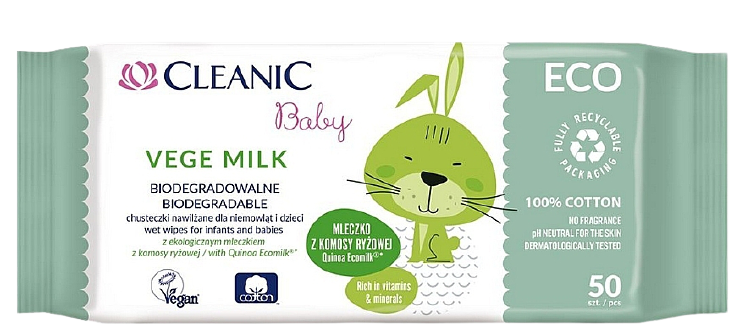 CLEANIC
Baby
VEGE MILK
BIODEGRADOWALNE
BIODEGRADABLE
chusteczki nawilżane dla niemowląt i dzieci
wet wipes for infants and babies
z ekologicznym mleczkiem
z komosy ryżowej / with Quinoa Ecomilk®*
Vegan
cotton
MLECZKO
Z KOMOSY RYŻOWEJ
Quinoa Ecomilk®*
Rich in vitamins
& minerals
ECO
FULLY RECYCLABLE
PACKAGING
100% COTTON
NO FRAGRANCE
pH NEUTRAL FOR THE SKIN
DERMATOLOGICALLY TESTED
50
szt. / pcs